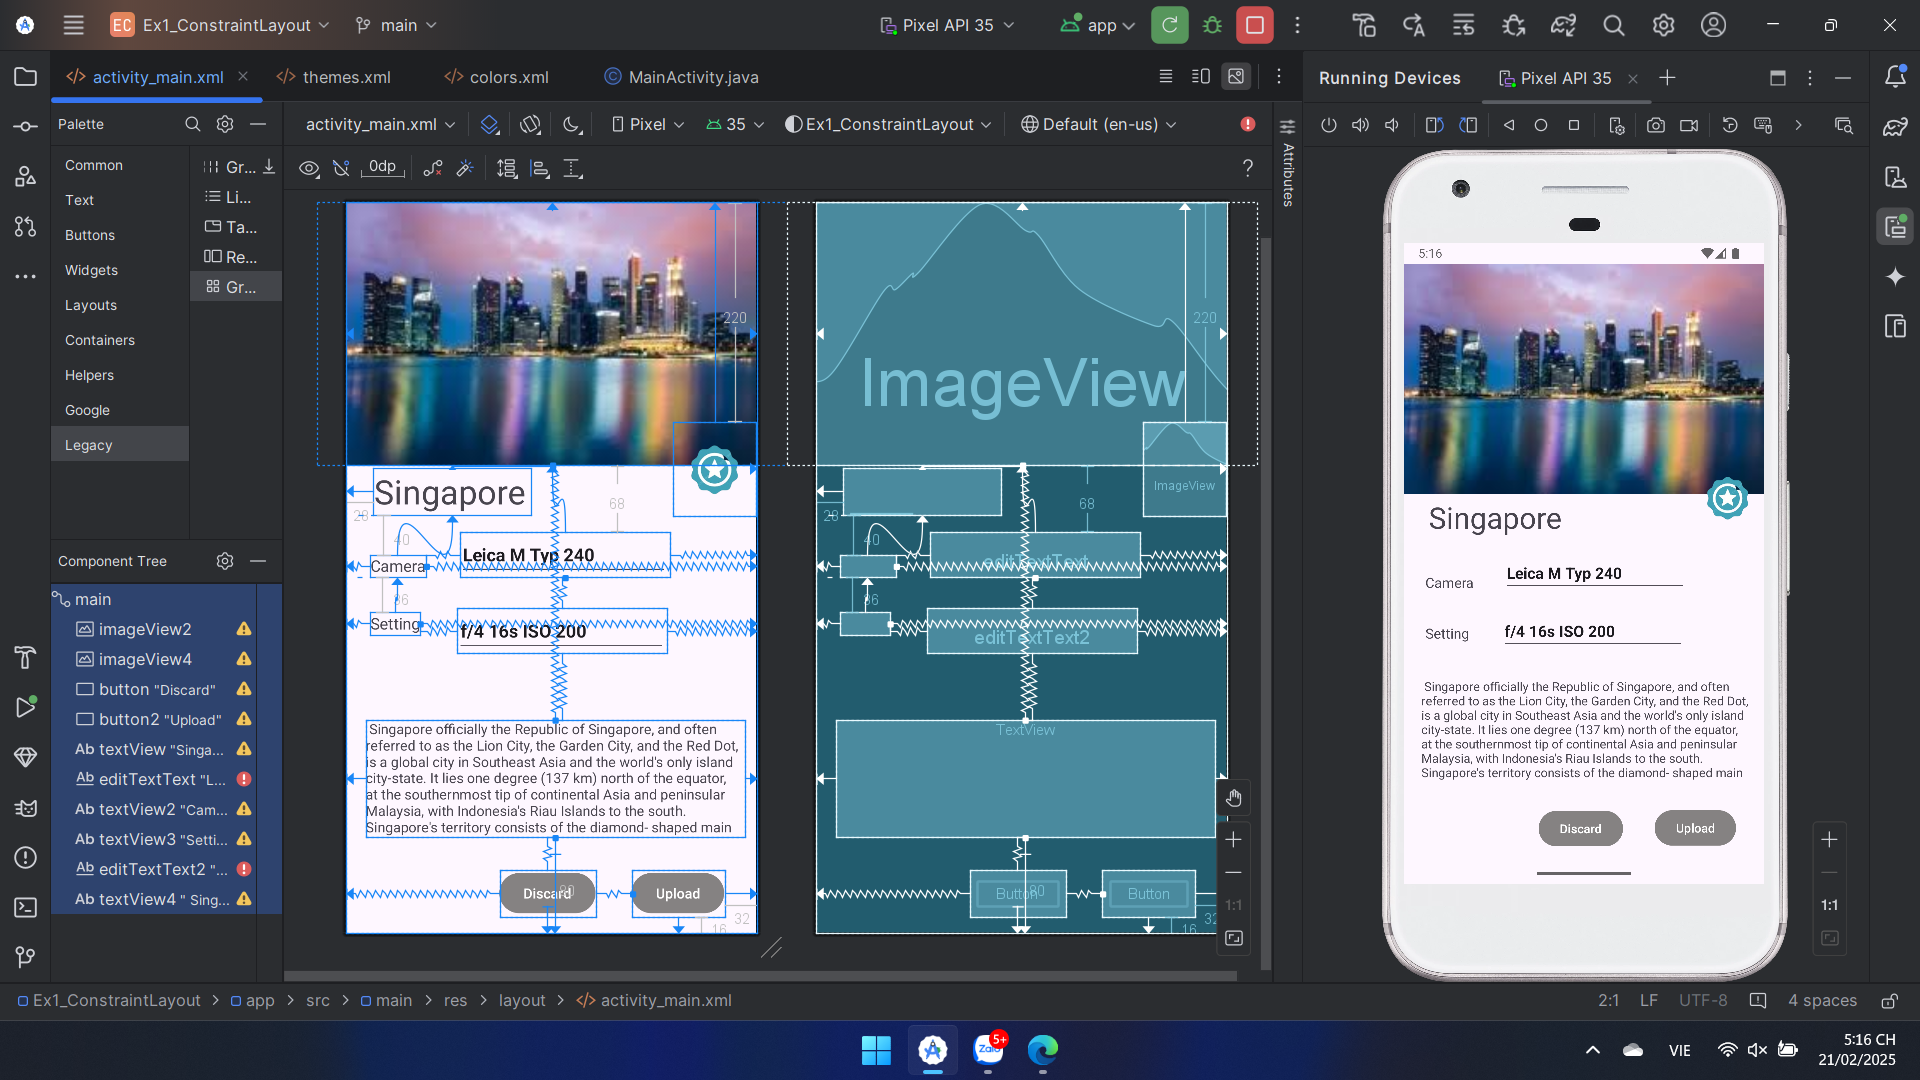 EC Ex1_ConstraintLayout main Pixel API 35 app
activity_main.xml themes.xml colors.xml MainActivity.java Running Devices Pixel API 35
Palette activity_main.xml Pixel 35 Ex1_ConstraintLayout Default (en-us)
Common Gr...
0dp
Text Li...
Buttons Ta...
Widgets Re...
Layouts Gr...
Containers
Helpers
Google
Legacy
Attributes
220
Singapore
28
40
68
Leica M Typ 240
Camera
36
Setting
f/4 16s ISO 200
Singapore officially the Republic of Singapore, and often
referred to as the Lion City, the Garden City, and the Red Dot,
is a global city in Southeast Asia and the world's only island
city-state. It lies one degree (137 km) north of the equator,
at the southernmost tip of continental Asia and peninsular
Malaysia, with Indonesia's Riau Islands to the south.
Singapore's territory consists of the diamond- shaped main
Discard
80
Upload
32
16
220
ImageView
ImageView
28
40
68
editTextText
36
editTextText2
TextView
Button
80
Button
32
16
1:1
Component Tree
main
imageView2
imageView4
button "Discard"
button2 "Upload"
Ab textView "Singa...
Ab editTextText "L...
Ab textView2 "Cam...
Ab textView3 "Setti...
Ab editTextText2 "...
Ab textView4 " Sing...
5:16
Singapore
Camera Leica M Typ 240
Setting f/4 16s ISO 200
Singapore officially the Republic of Singapore, and often
referred to as the Lion City, the Garden City, and the Red Dot,
is a global city in Southeast Asia and the world's only island
city-state. It lies one degree (137 km) north of the equator,
at the southernmost tip of continental Asia and peninsular
Malaysia, with Indonesia's Riau Islands to the south.
Singapore's territory consists of the diamond- shaped main
Discard Upload
1:1
Ex1_ConstraintLayout > app > src > main > res > layout > activity_main.xml 2:1 LF UTF-8 4 spaces
Zalo 5+
VIE
5:16 CH
21/02/2025